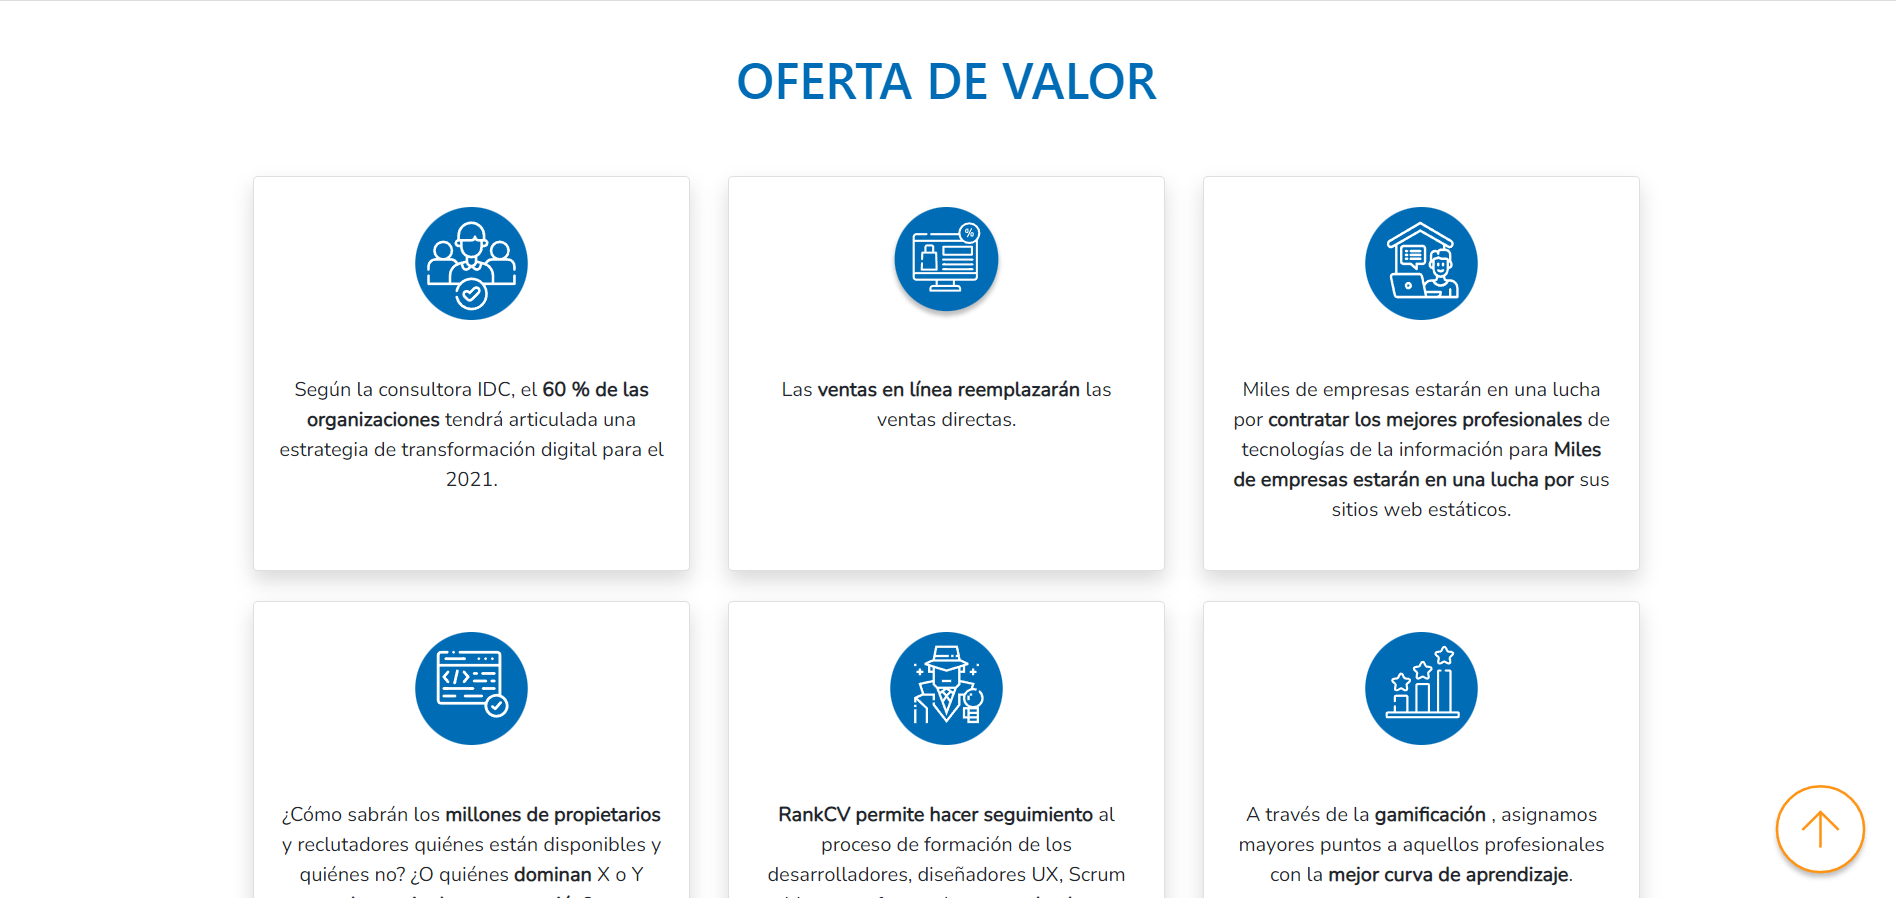 OFERTA DE VALOR
Según la consultora IDC, el 60 % de las
organizaciones tendrá articulada una
estrategia de transformación digital para el
2021.
%
Las ventas en línea reemplazarán las
ventas directas.
Miles de empresas estarán en una lucha
por contratar los mejores profesionales de
tecnologías de la información para Miles
de empresas estarán en una lucha por sus
sitios web estáticos.
</>
¿Cómo sabrán los millones de propietarios
y reclutadores quiénes están disponibles y
quiénes no? ¿O quiénes dominan X o Y
RankCV permite hacer seguimiento al
proceso de formación de los
desarrolladores, diseñadores UX, Scrum
A través de la gamificación , asignamos
mayores puntos a aquellos profesionales
con la mejor curva de aprendizaje.